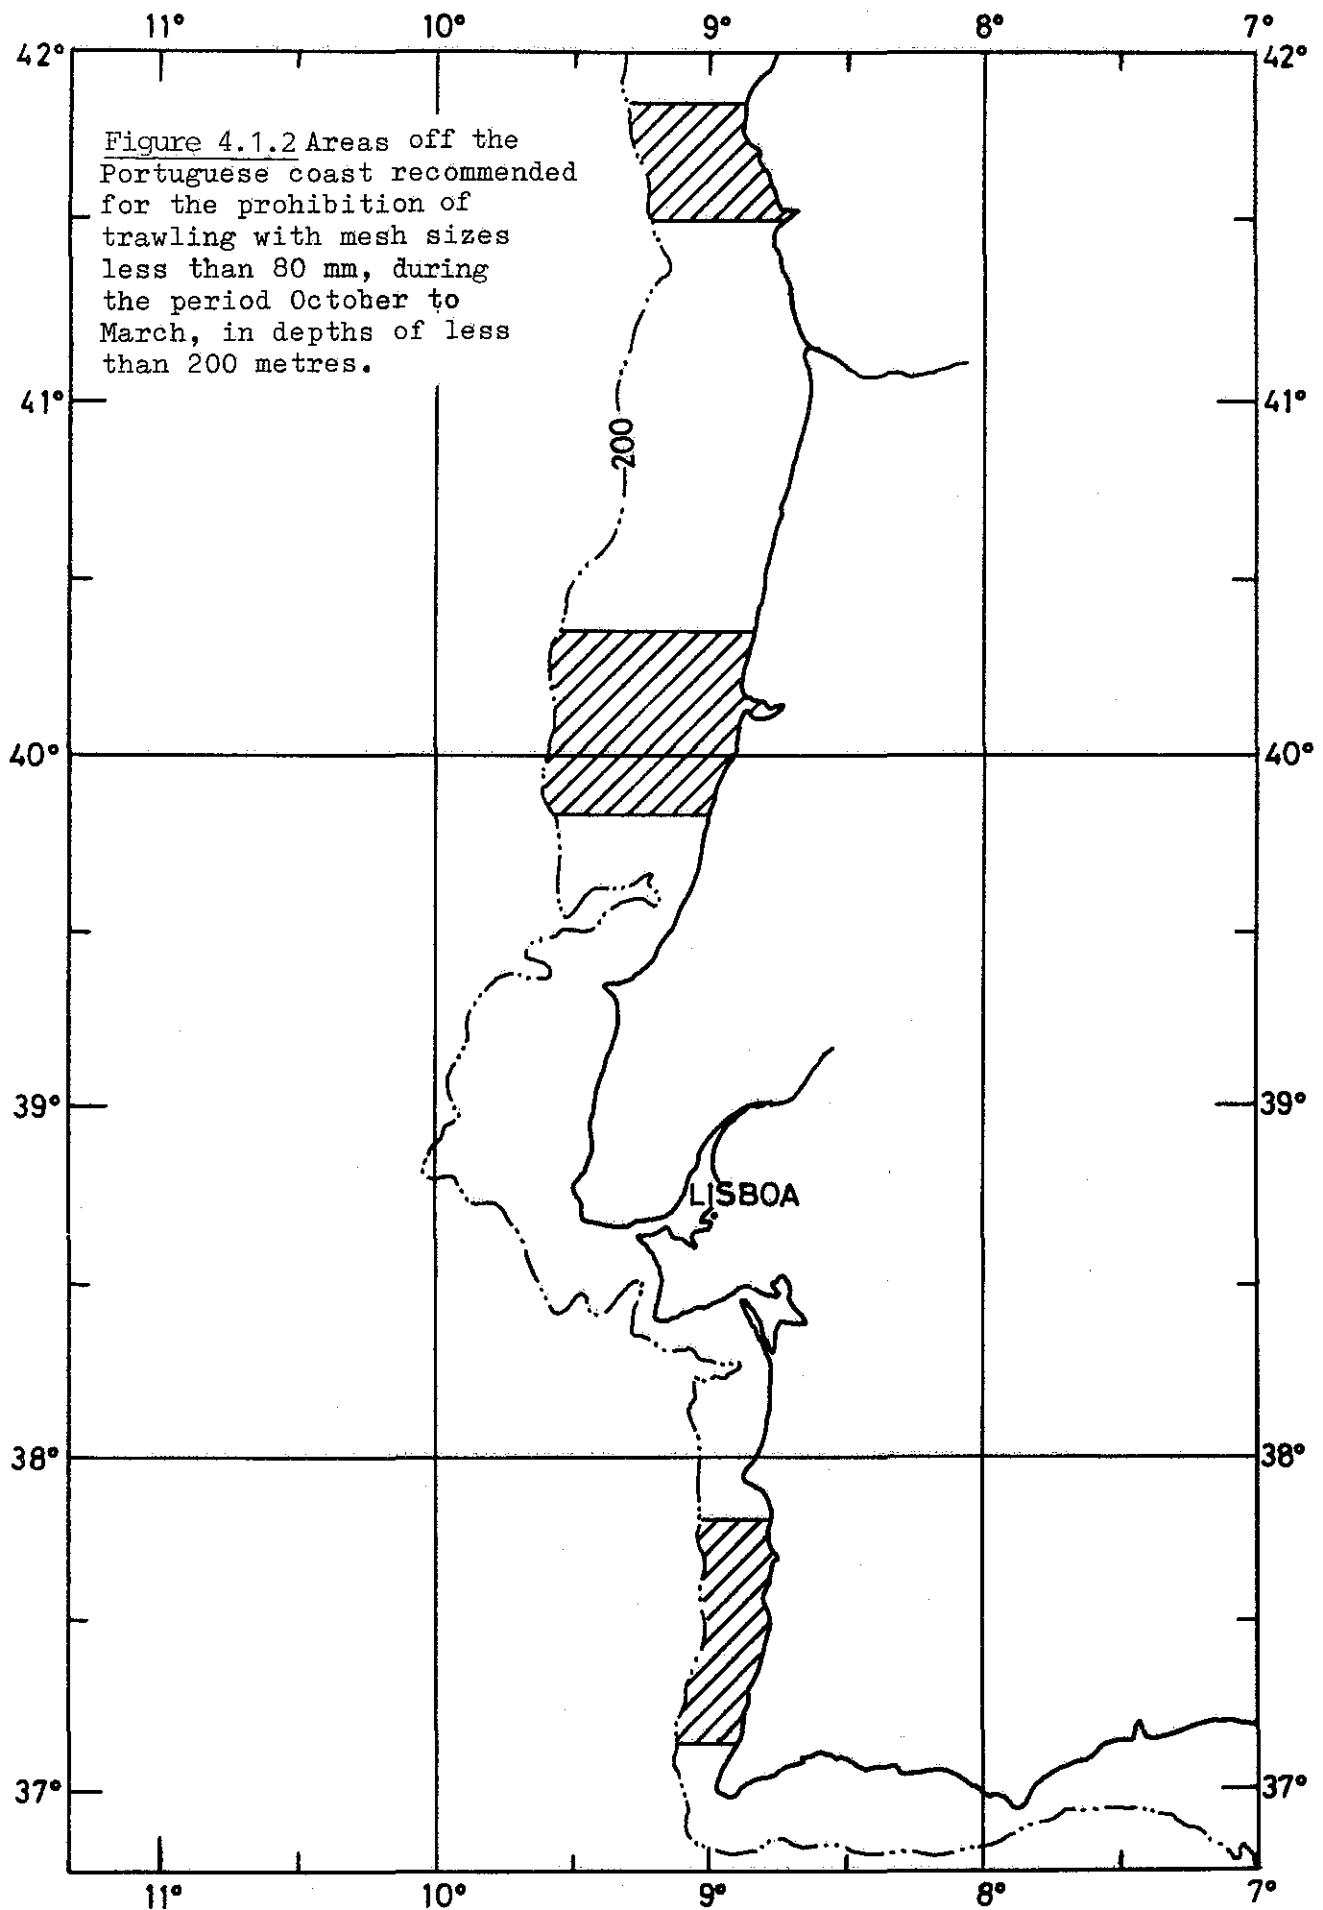 11° 10° 9° 8° 7°
42° 42°
Figure 4.1.2 Areas off the
Portuguese coast recommended
for the prohibition of
trawling with mesh sizes
less than 80 mm, during
the period October to
March, in depths of less
than 200 metres.
41° 41°
200
40° 40°
39° 39°
LISBOA
38° 38°
37° 37°
11° 10° 9° 8° 7°